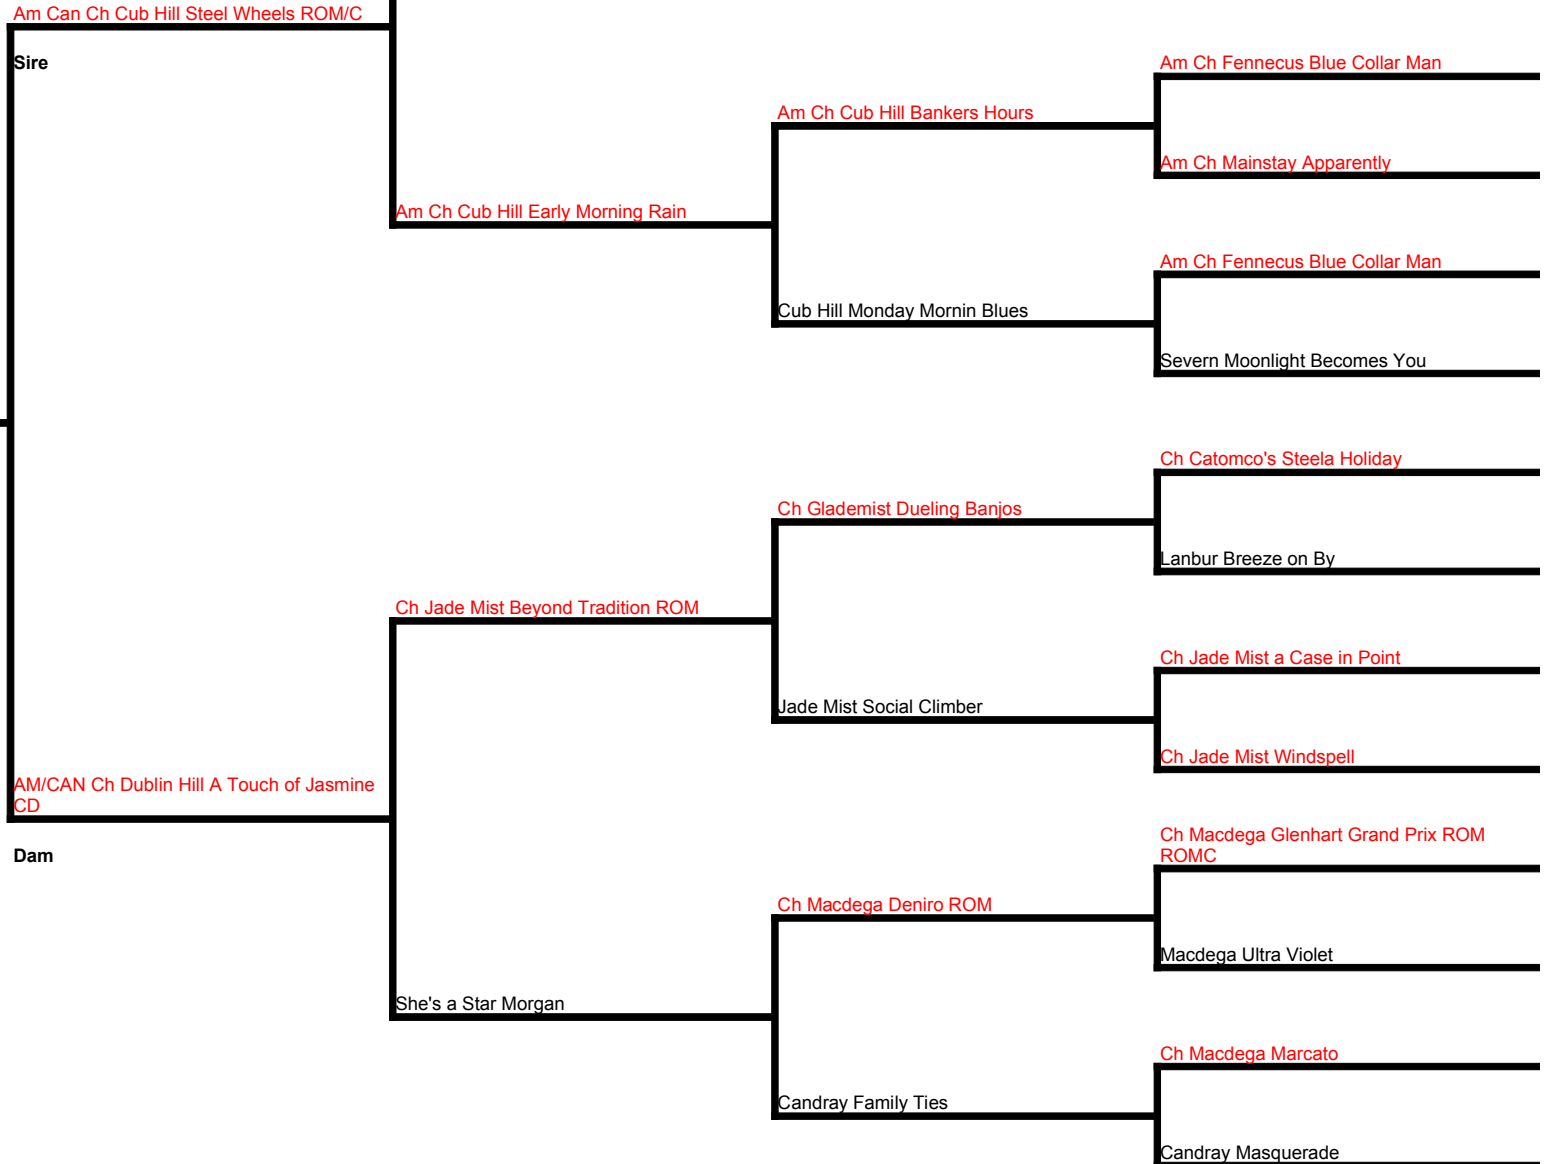 Am Can Ch Cub Hill Steel Wheels ROM/C
Sire
Am Ch Fennecus Blue Collar Man
Am Ch Cub Hill Bankers Hours
Am Ch Mainstay Apparently
Am Ch Cub Hill Early Morning Rain
Am Ch Fennecus Blue Collar Man
Cub Hill Monday Mornin Blues
Severn Moonlight Becomes You
Ch Catomco's Steela Holiday
Ch Glademist Dueling Banjos
Lanbur Breeze on By
Ch Jade Mist Beyond Tradition ROM
Ch Jade Mist a Case in Point
Jade Mist Social Climber
Ch Jade Mist Windspell
AM/CAN Ch Dublin Hill A Touch of Jasmine
CD
Dam
Ch Macdega Glenhart Grand Prix ROM
ROMC
Ch Macdega Deniro ROM
Macdega Ultra Violet
She's a Star Morgan
Ch Macdega Marcato
Candray Family Ties
Candray Masquerade